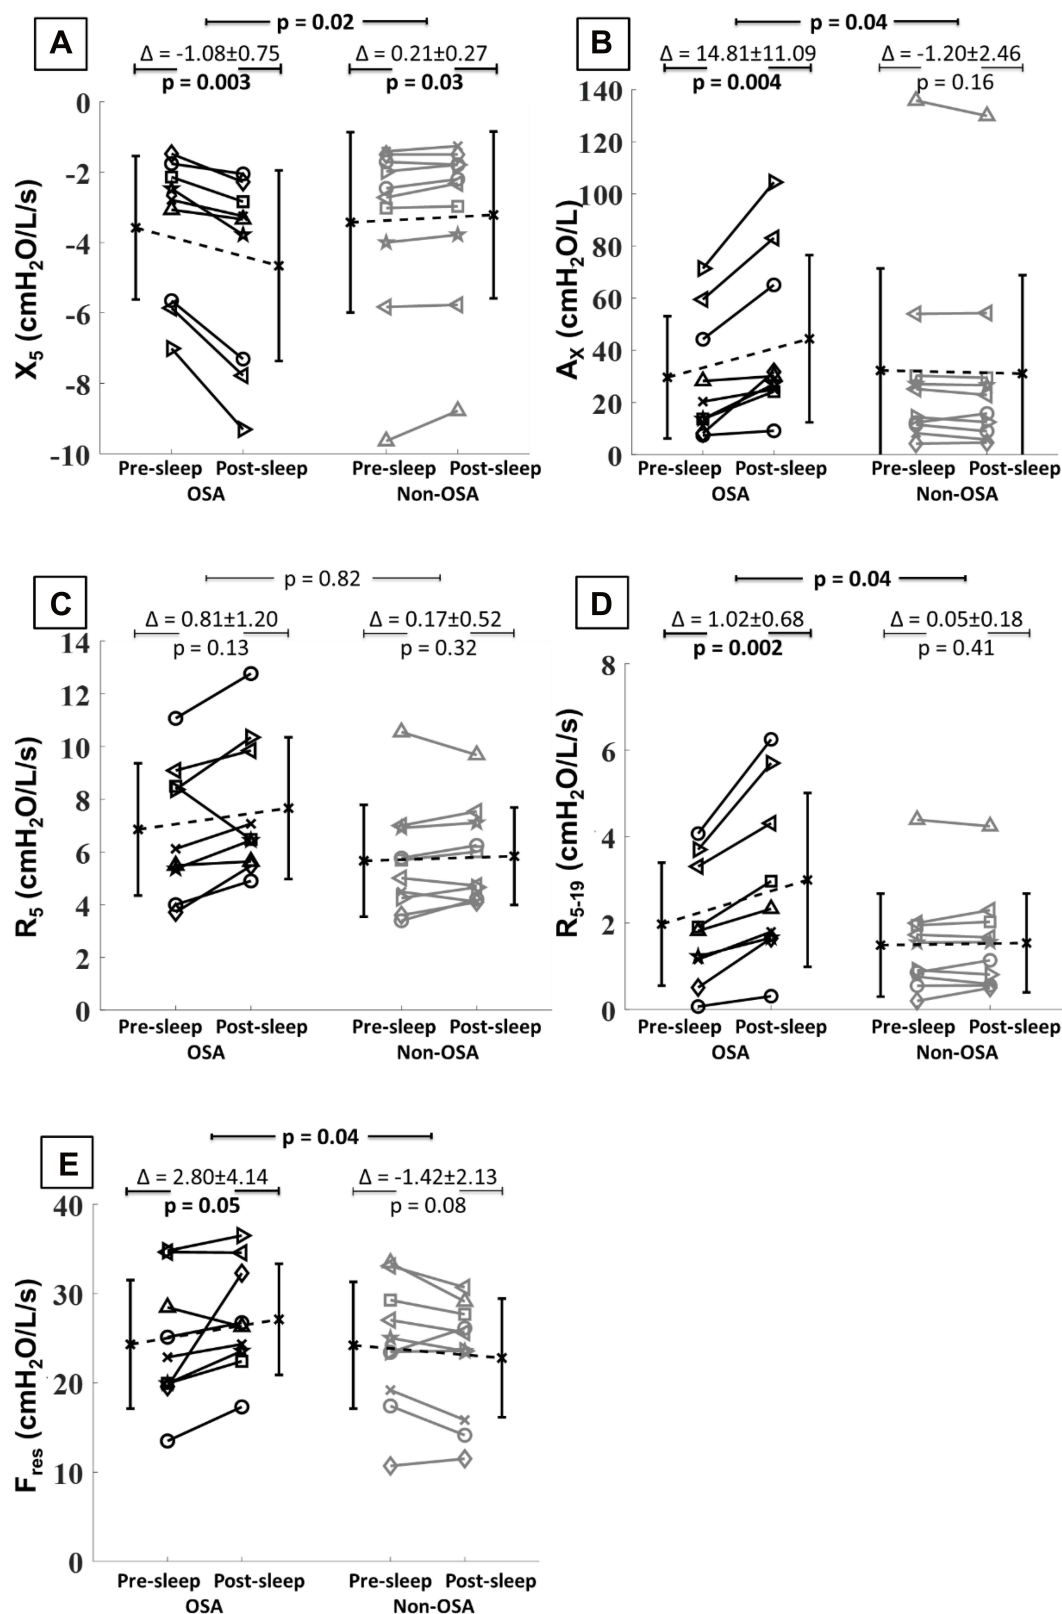 A
p = 0.02
Δ = -1.08±0.75
p = 0.003
Δ = 0.21±0.27
p = 0.03
X5 (cmH2O/L/s)
0
-2
-4
-6
-8
-10
Pre-sleep Post-sleep
OSA
Pre-sleep Post-sleep
Non-OSA
B
p = 0.04
Δ = 14.81±11.09
p = 0.004
Δ = -1.20±2.46
p = 0.16
AX (cmH2O/L)
140
120
100
80
60
40
20
0
Pre-sleep Post-sleep
OSA
Pre-sleep Post-sleep
Non-OSA
C
p = 0.82
Δ = 0.81±1.20
p = 0.13
Δ = 0.17±0.52
p = 0.32
R5 (cmH2O/L/s)
14
12
10
8
6
4
2
0
Pre-sleep Post-sleep
OSA
Pre-sleep Post-sleep
Non-OSA
D
p = 0.04
Δ = 1.02±0.68
p = 0.002
Δ = 0.05±0.18
p = 0.41
R5-19 (cmH2O/L/s)
8
6
4
2
0
Pre-sleep Post-sleep
OSA
Pre-sleep Post-sleep
Non-OSA
E
p = 0.04
Δ = 2.80±4.14
p = 0.05
Δ = -1.42±2.13
p = 0.08
Fres (cmH2O/L/s)
40
30
20
10
0
Pre-sleep Post-sleep
OSA
Pre-sleep Post-sleep
Non-OSA